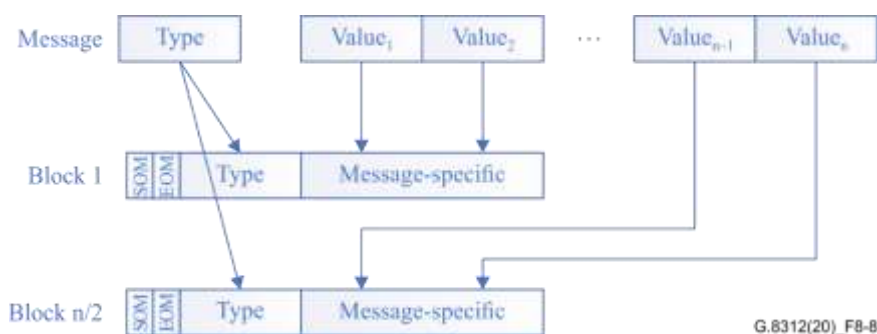 Message Type Value₁ Value₂ ... Valueₙ₋₁ Valueₙ
Block 1 SOM EOM Type Message-specific
Block n/2 SOM EOM Type Message-specific
G.8312(20)_F8-8